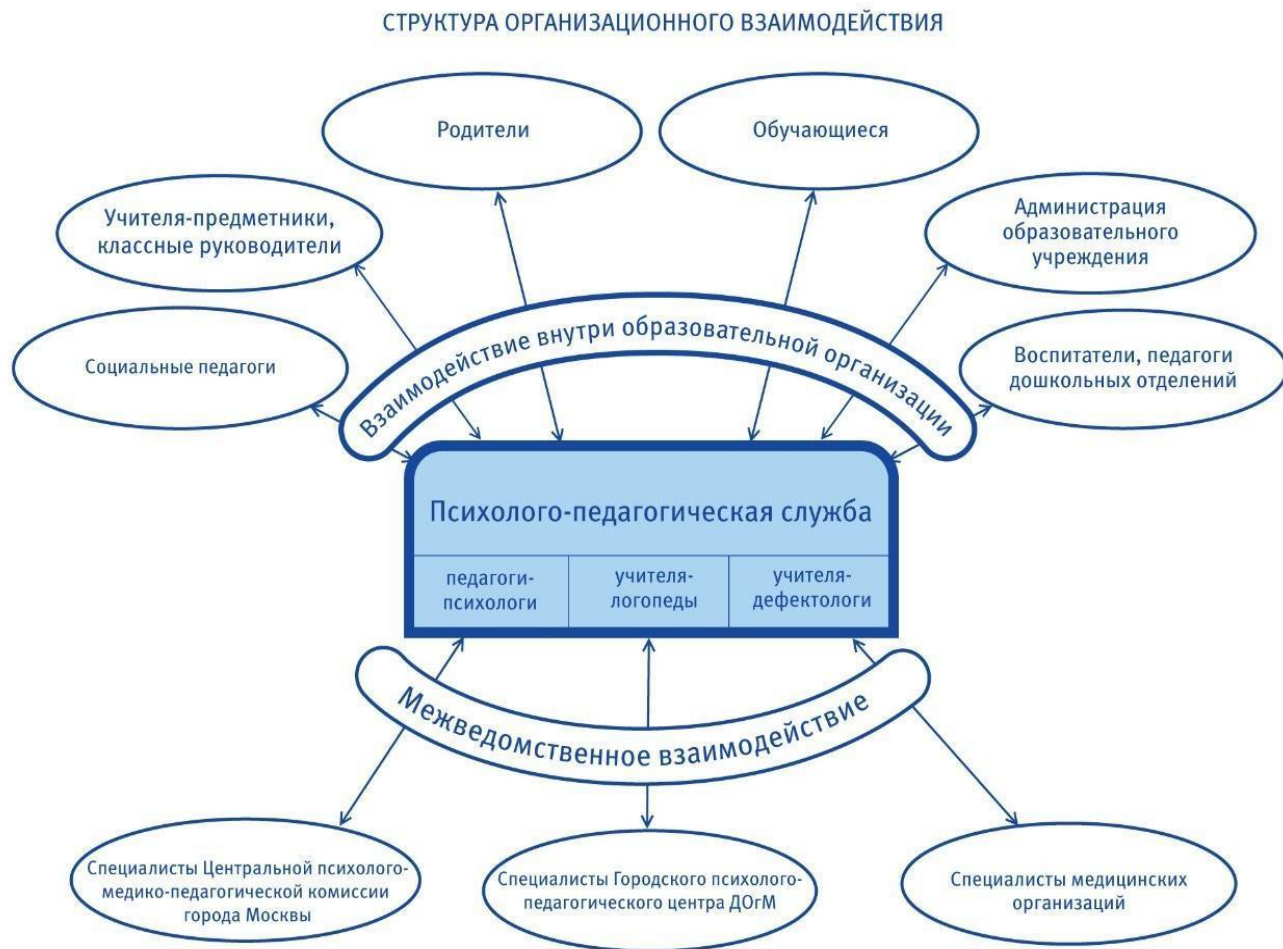 СТРУКТУРА ОРГАНИЗАЦИОННОГО ВЗАИМОДЕЙСТВИЯ
Родители
Обучающиеся
Учителя-предметники,
классные руководители
Администрация
образовательного
учреждения
Социальные педагоги
Воспитатели, педагоги
дошкольных отделений
Взаимодействие внутри образовательной организации
Психолого-педагогическая служба
педагоги-
психологи
учителя-
логопеды
учителя-
дефектологи
Межведомственное взаимодействие
Специалисты Центральной психолого-
медико-педагогической комиссии
города Москвы
Специалисты Городского психолого-
педагогического центра ДОгМ
Специалисты медицинских
организаций